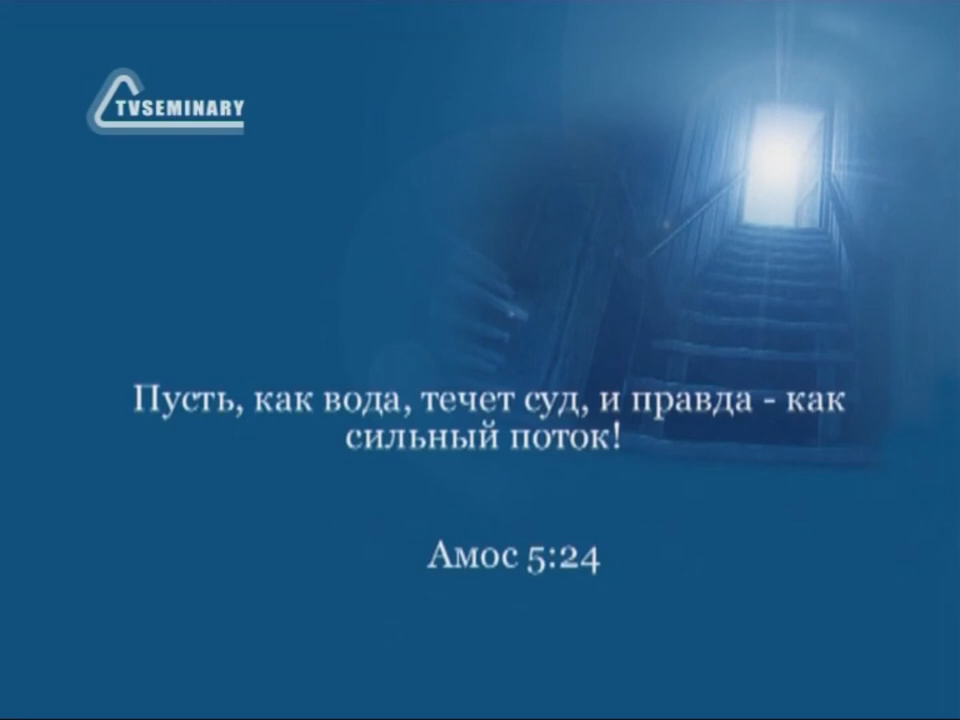 TVSEMINARY
Пусть, как вода, течет суд, и правда - как
сильный поток!
Амос 5:24